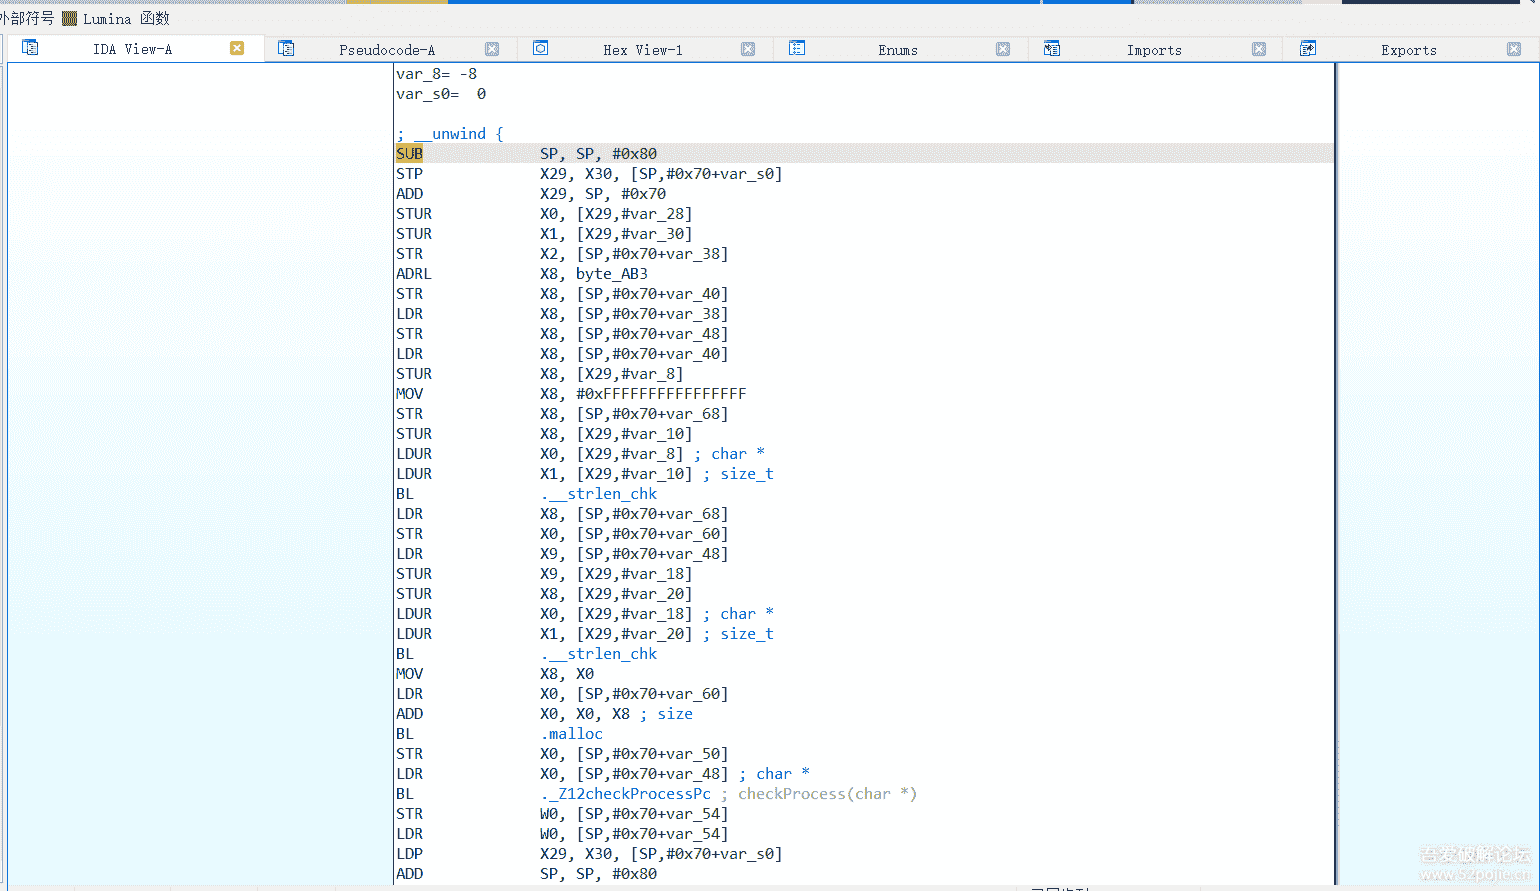 外部符号 Lumina 函数
IDA View-A Pseudocode-A Hex View-1 Enums Imports Exports
var_8= -8
var_s0=  0
; __unwind {
SUB SP, SP, #0x80
STP X29, X30, [SP,#0x70+var_s0]
ADD X29, SP, #0x70
STUR X0, [X29,#var_28]
STUR X1, [X29,#var_30]
STR X2, [SP,#0x70+var_38]
ADRL X8, byte_AB3
STR X8, [SP,#0x70+var_40]
LDR X8, [SP,#0x70+var_38]
STR X8, [SP,#0x70+var_48]
LDR X8, [SP,#0x70+var_40]
STUR X8, [X29,#var_8]
MOV X8, #0xFFFFFFFFFFFFFFFF
STR X8, [SP,#0x70+var_68]
STUR X8, [X29,#var_10]
LDUR X0, [X29,#var_8] ; char *
LDUR X1, [X29,#var_10] ; size_t
BL .__strlen_chk
LDR X8, [SP,#0x70+var_68]
STR X0, [SP,#0x70+var_60]
LDR X9, [SP,#0x70+var_48]
STUR X9, [X29,#var_18]
STUR X8, [X29,#var_20]
LDUR X0, [X29,#var_18] ; char *
LDUR X1, [X29,#var_20] ; size_t
BL .__strlen_chk
MOV X8, X0
LDR X0, [SP,#0x70+var_60]
ADD X0, X0, X8 ; size
BL .malloc
STR X0, [SP,#0x70+var_50]
LDR X0, [SP,#0x70+var_48] ; char *
BL ._Z12checkProcessPc ; checkProcess(char *)
STR W0, [SP,#0x70+var_54]
LDR W0, [SP,#0x70+var_54]
LDP X29, X30, [SP,#0x70+var_s0]
ADD SP, SP, #0x80
吾爱破解论坛
www.52pojie.cn